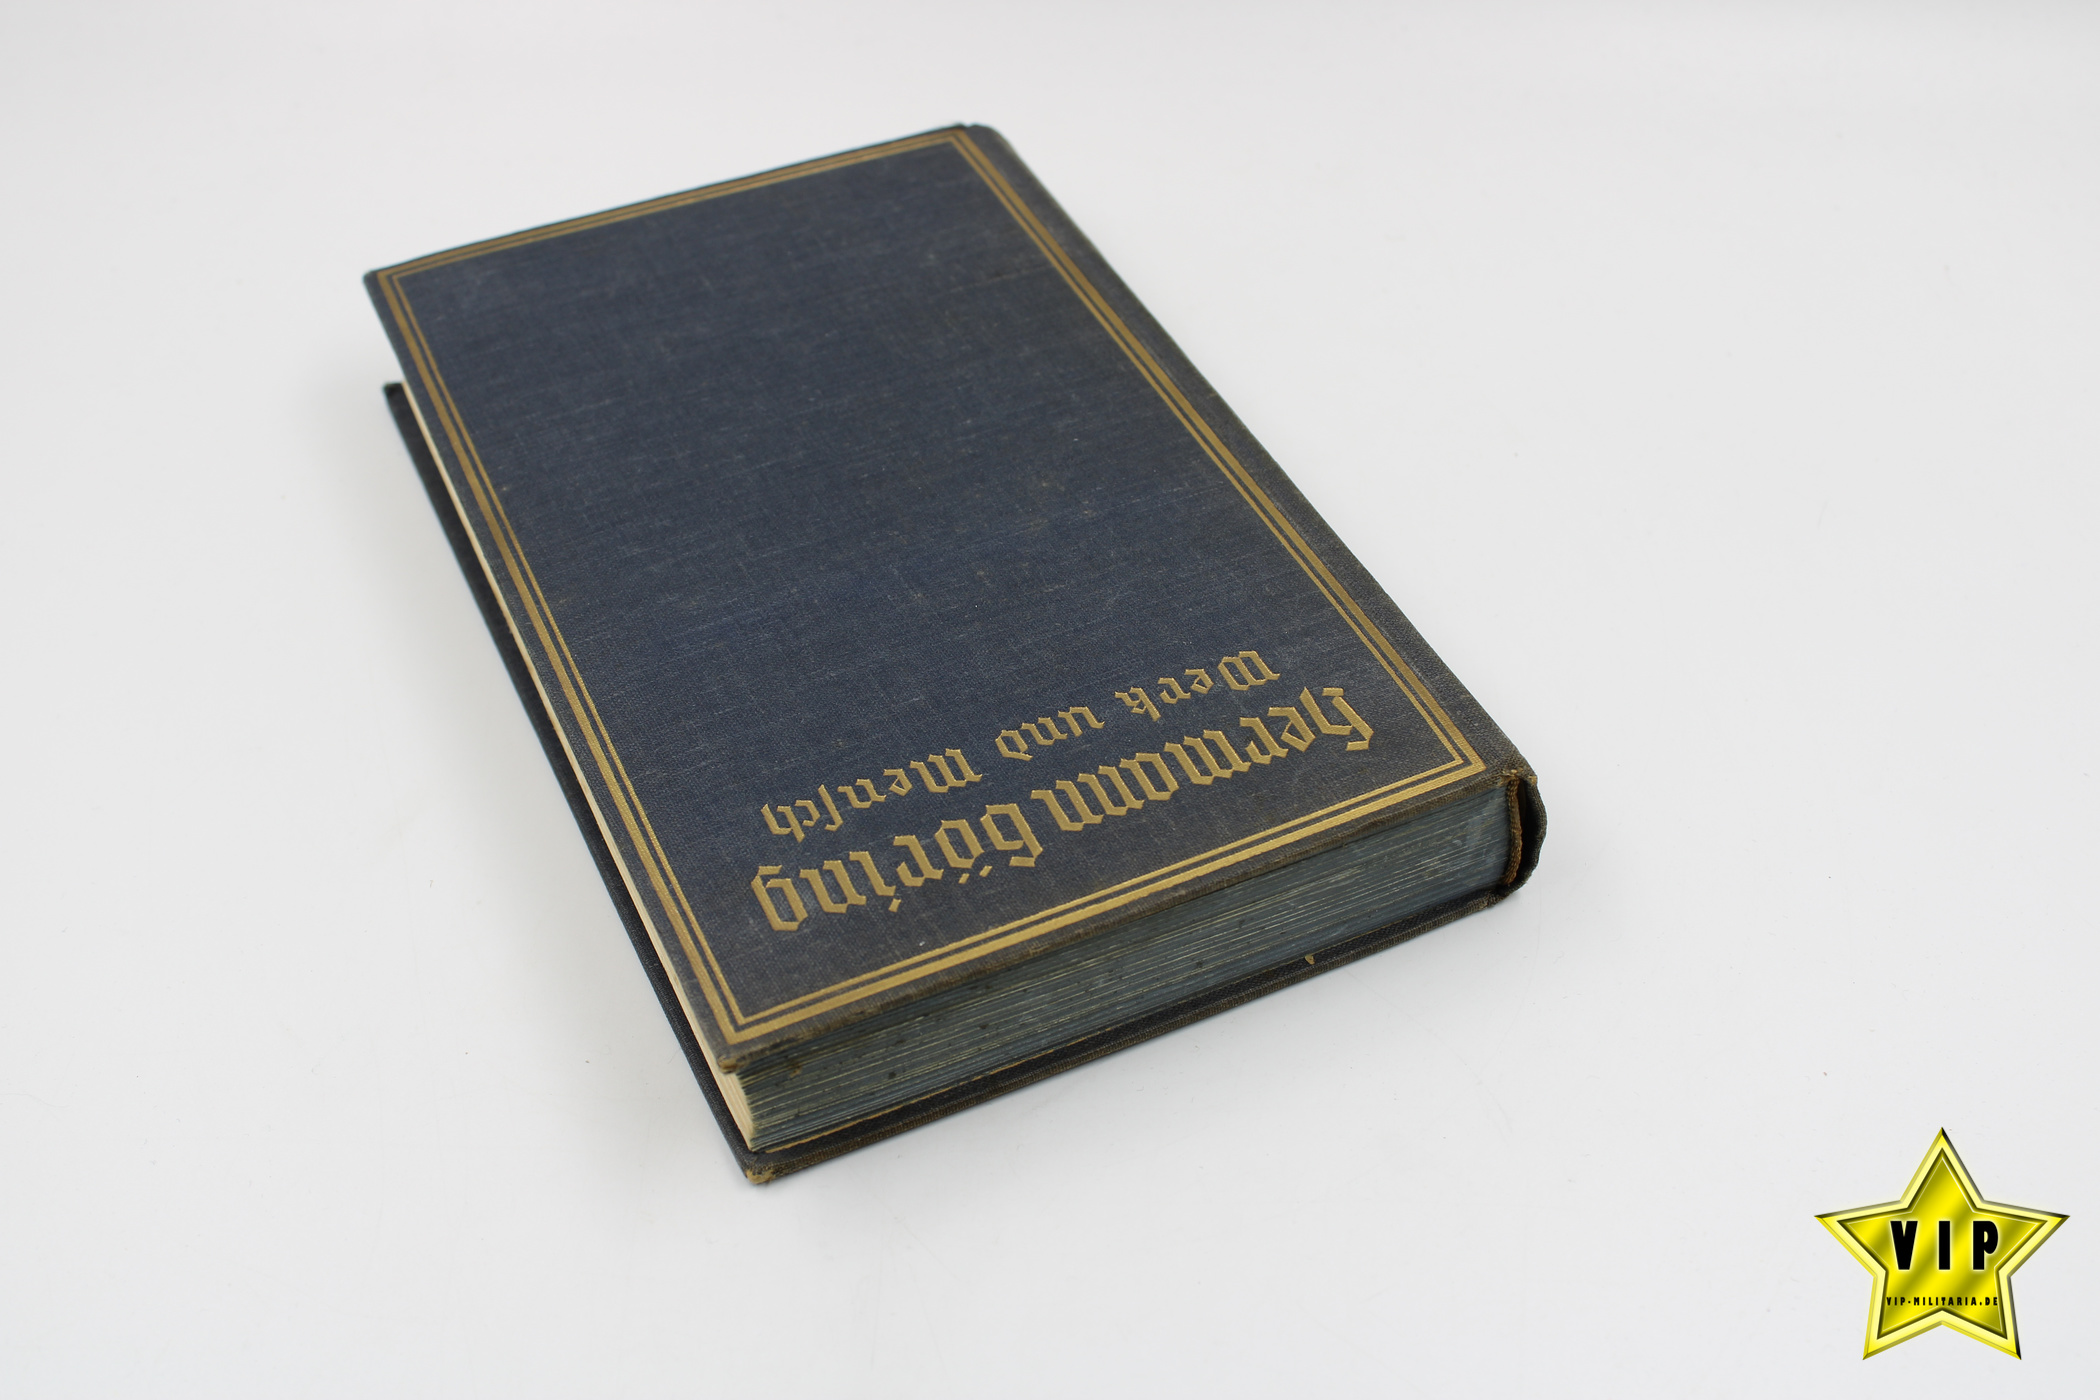 Hermann Göring
Werk und Mensch
VIP
VIP-MILITARIA.DE